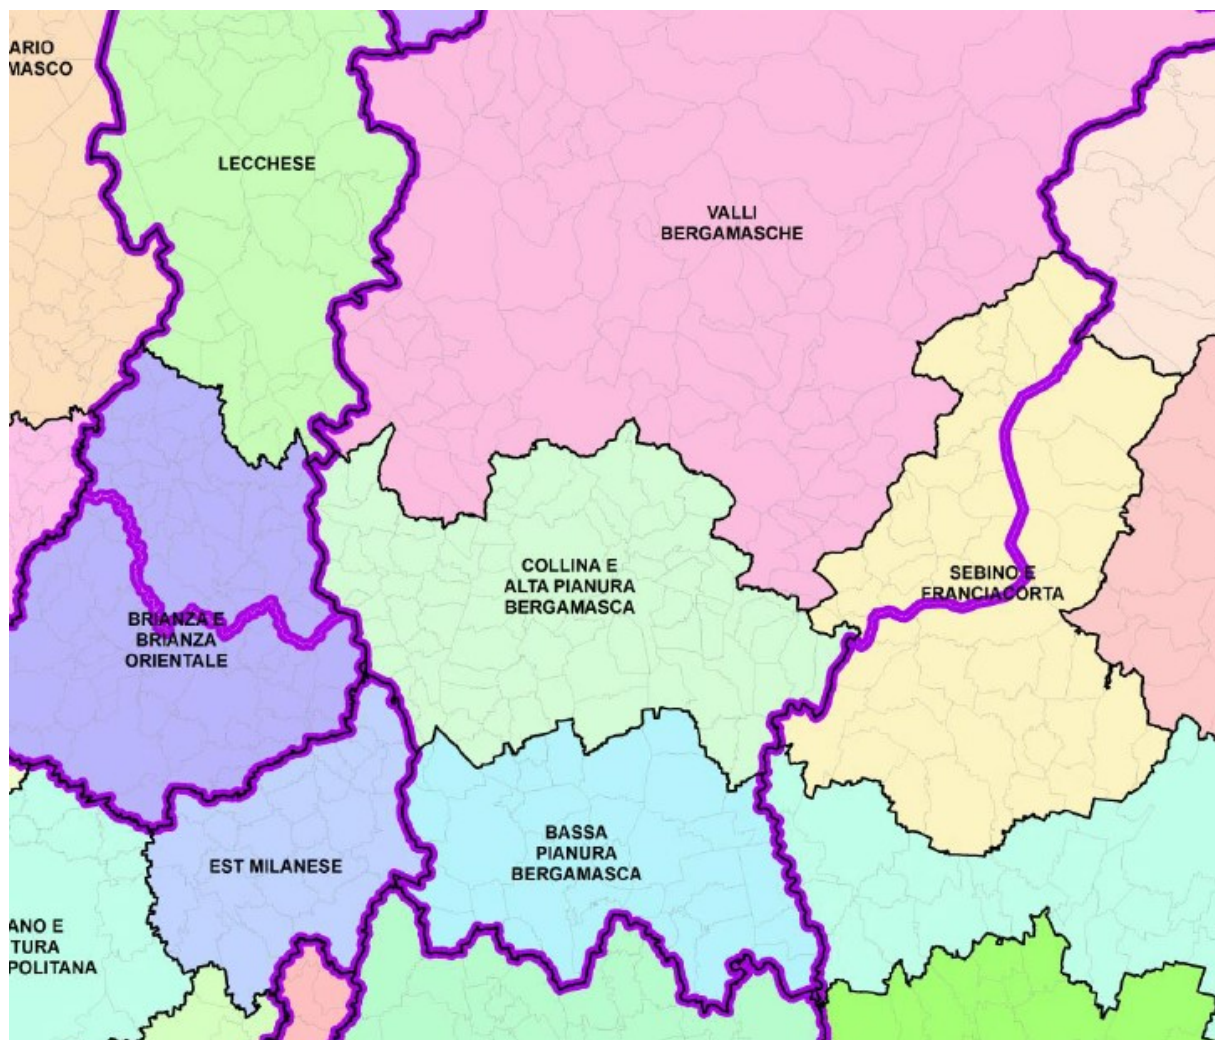 ARIO
MASCO
LECCHESE
VALLI
BERGAMASCHE
COLLINA E
ALTA PIANURA
BERGAMASCA
SEBINO E
FRANCIACORTA
BRIANZA E
BRIANZA
ORIENTALE
BASSA
PIANURA
BERGAMASCA
EST MILANESE
ANO E
TURA
POLITANA